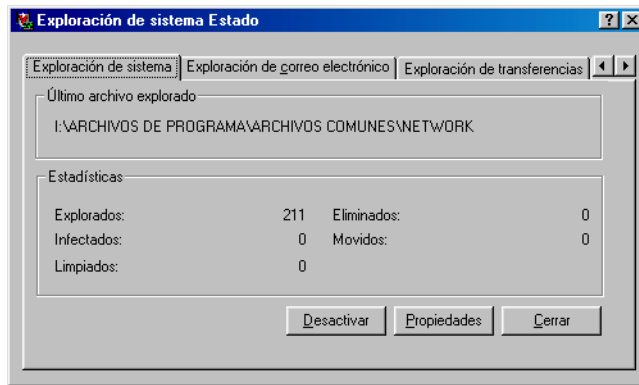 Exploración de sistema Estado
Exploración de sistema
Exploración de correo electrónico
Exploración de transferencias
Último archivo explorado
I:\ARCHIVOS DE PROGRAMA\ARCHIVOS COMUNES\NETWORK
Estadísticas
Explorados: 211 Eliminados: 0
Infectados: 0 Movidos: 0
Limpiados: 0
Desactivar Propiedades Cerrar